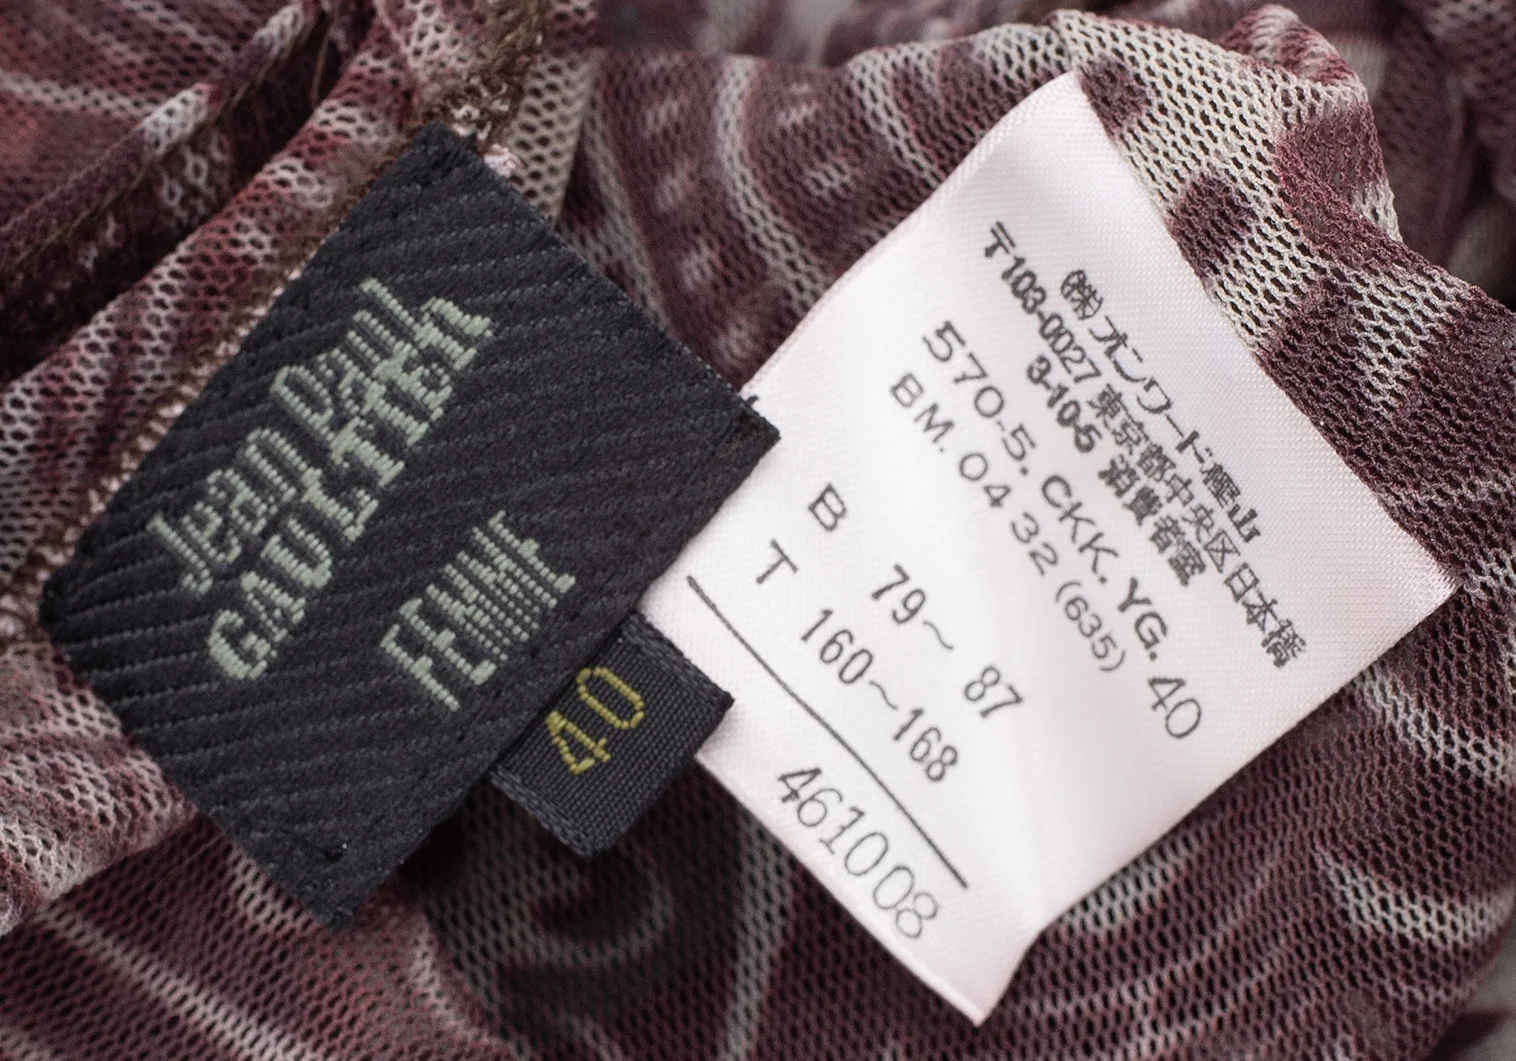 Jean Paul
GAULTIER
FEMME
40
(株)オンワード樫山
〒103-0027 東京都中央区日本橋
3-10-5 消費者室
570-5. CKK. YG. 40
BM. 04 32 (635)
B 79～ 87
T 160～168
461008